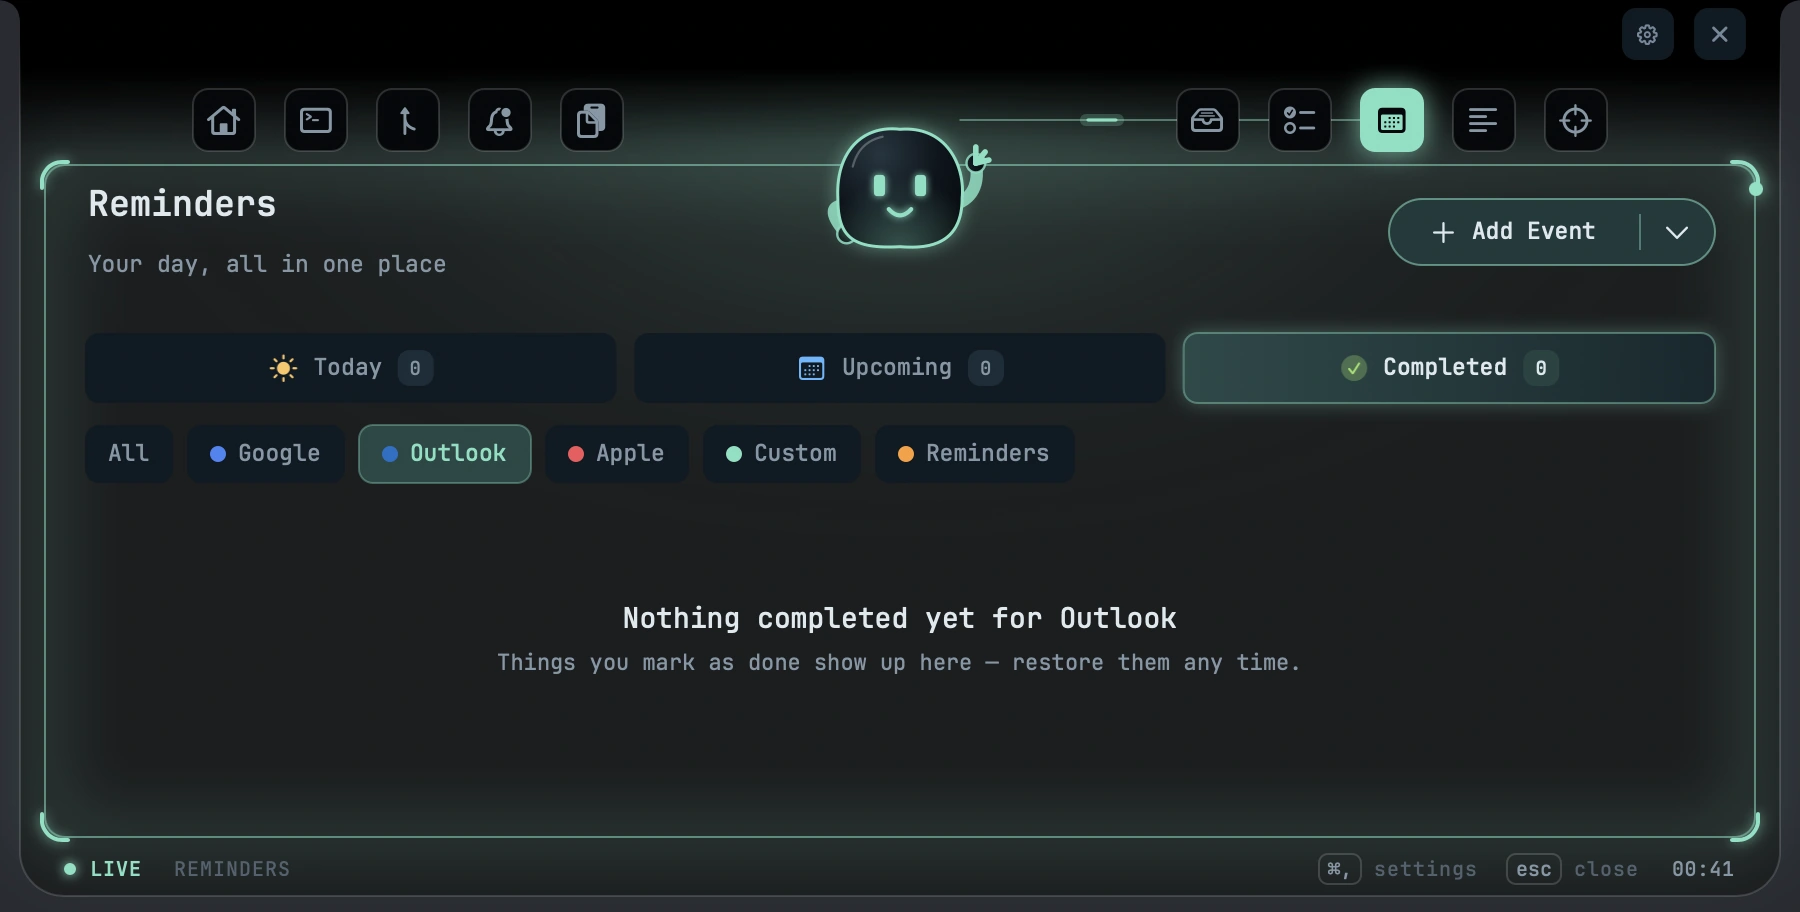 Reminders
Your day, all in one place
Add Event
Today 0
Upcoming 0
Completed 0
All
Google
Outlook
Apple
Custom
Reminders
Nothing completed yet for Outlook
Things you mark as done show up here — restore them any time.
LIVE REMINDERS
⌘, settings esc close 00:41